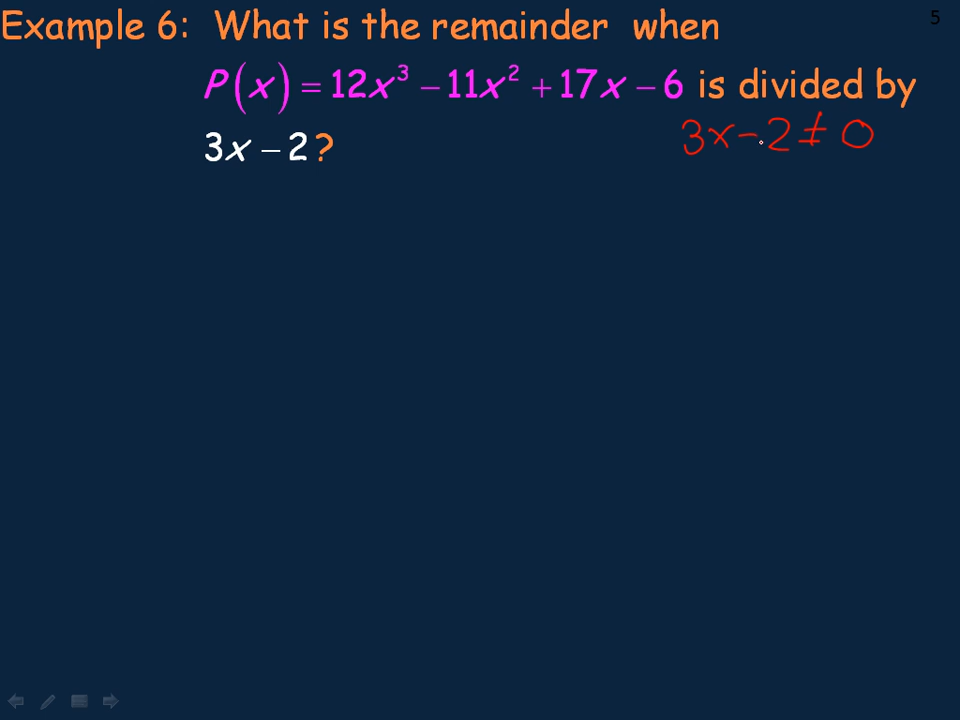 Example 6: What is the remainder when 5
P(x) = 12x³ − 11x² + 17x − 6 is divided by
3x − 2 ≠ 0
3x − 2?